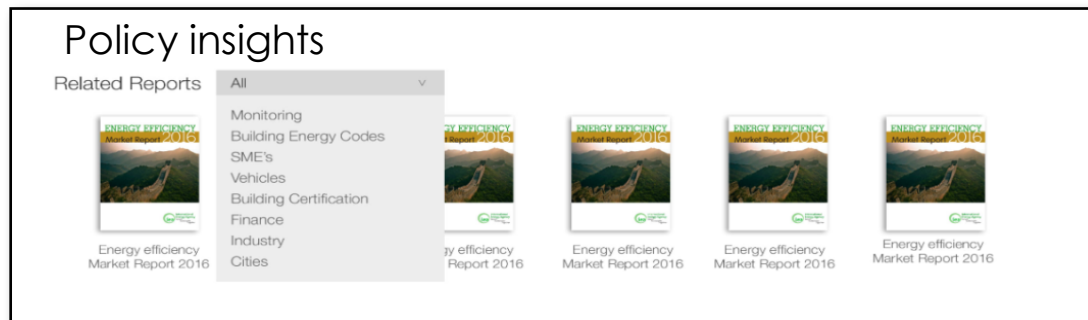 Policy insights
Related Reports
All
Monitoring
Building Energy Codes
SME's
Vehicles
Building Certification
Finance
Industry
Cities
ENERGY EFFICIENCY
Market Report 2016
Energy efficiency
Market Report 2016
GY EFFICIENCY
t Report 2016
gy efficiency
Report 2016
ENERGY EFFICIENCY
Market Report 2016
Energy efficiency
Market Report 2016
ENERGY EFFICIENCY
Market Report 2016
Energy efficiency
Market Report 2016
ENERGY EFFICIENCY
Market Report 2016
Energy efficiency
Market Report 2016